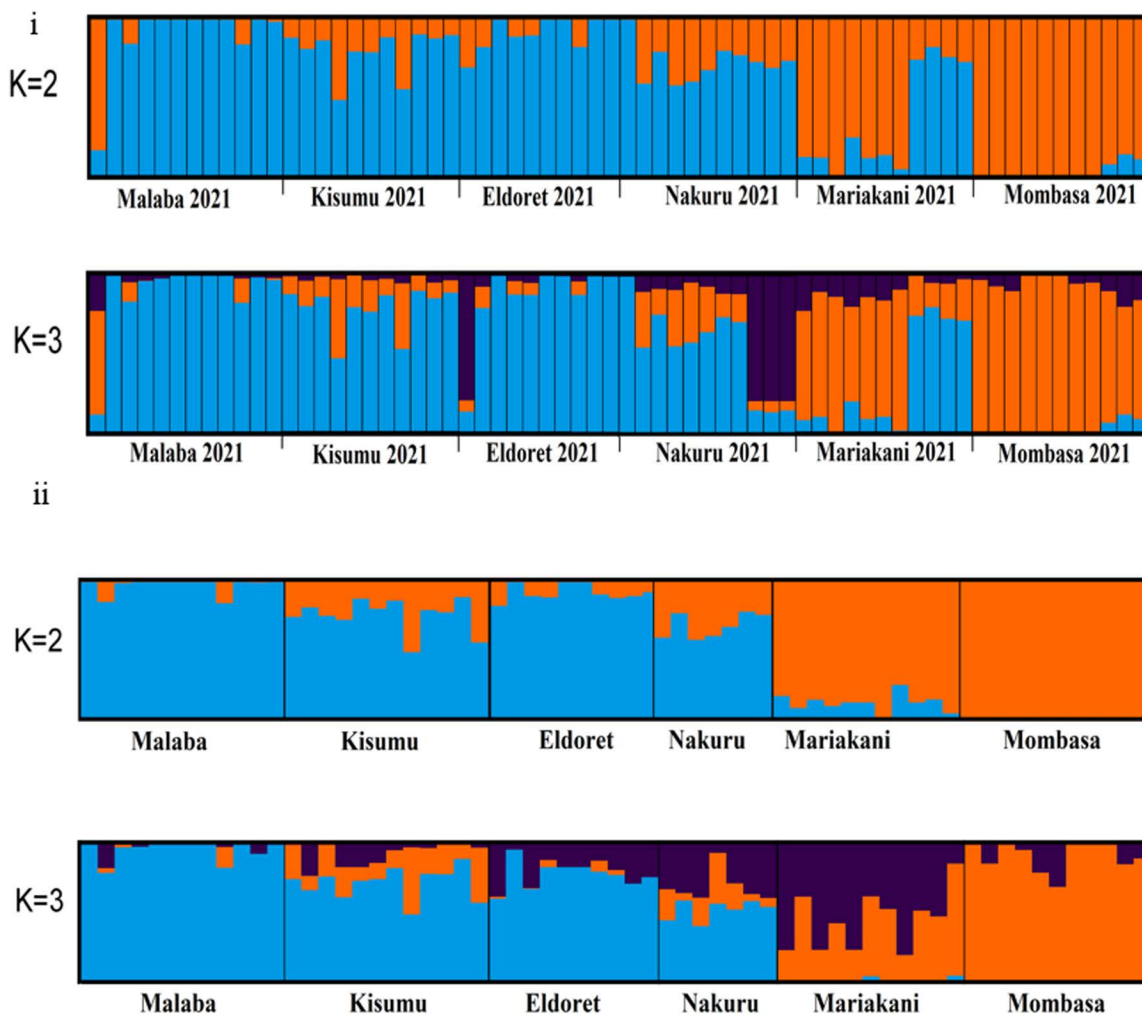 i
K=2
Malaba 2021 Kisumu 2021 Eldoret 2021 Nakuru 2021 Mariakani 2021 Mombasa 2021
K=3
Malaba 2021 Kisumu 2021 Eldoret 2021 Nakuru 2021 Mariakani 2021 Mombasa 2021
ii
K=2
Malaba Kisumu Eldoret Nakuru Mariakani Mombasa
K=3
Malaba Kisumu Eldoret Nakuru Mariakani Mombasa